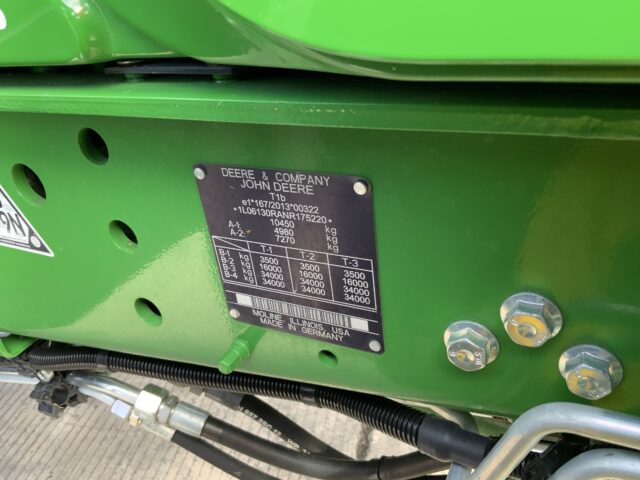 DEERE & COMPANY
JOHN DEERE
T1b
e1*167/2013*00322
*1L06130RANR175220*
10450 kg
A-1: 4980 kg
A-2: 7270 kg
T-1 T-2 T-3
B-1 kg 3500 3500 3500
B-2 kg 16000 16000 16000
B-3 kg 34000 34000 34000
B-4 kg 34000 34000 34000
MOLINE, ILLINOIS, USA
MADE IN GERMANY